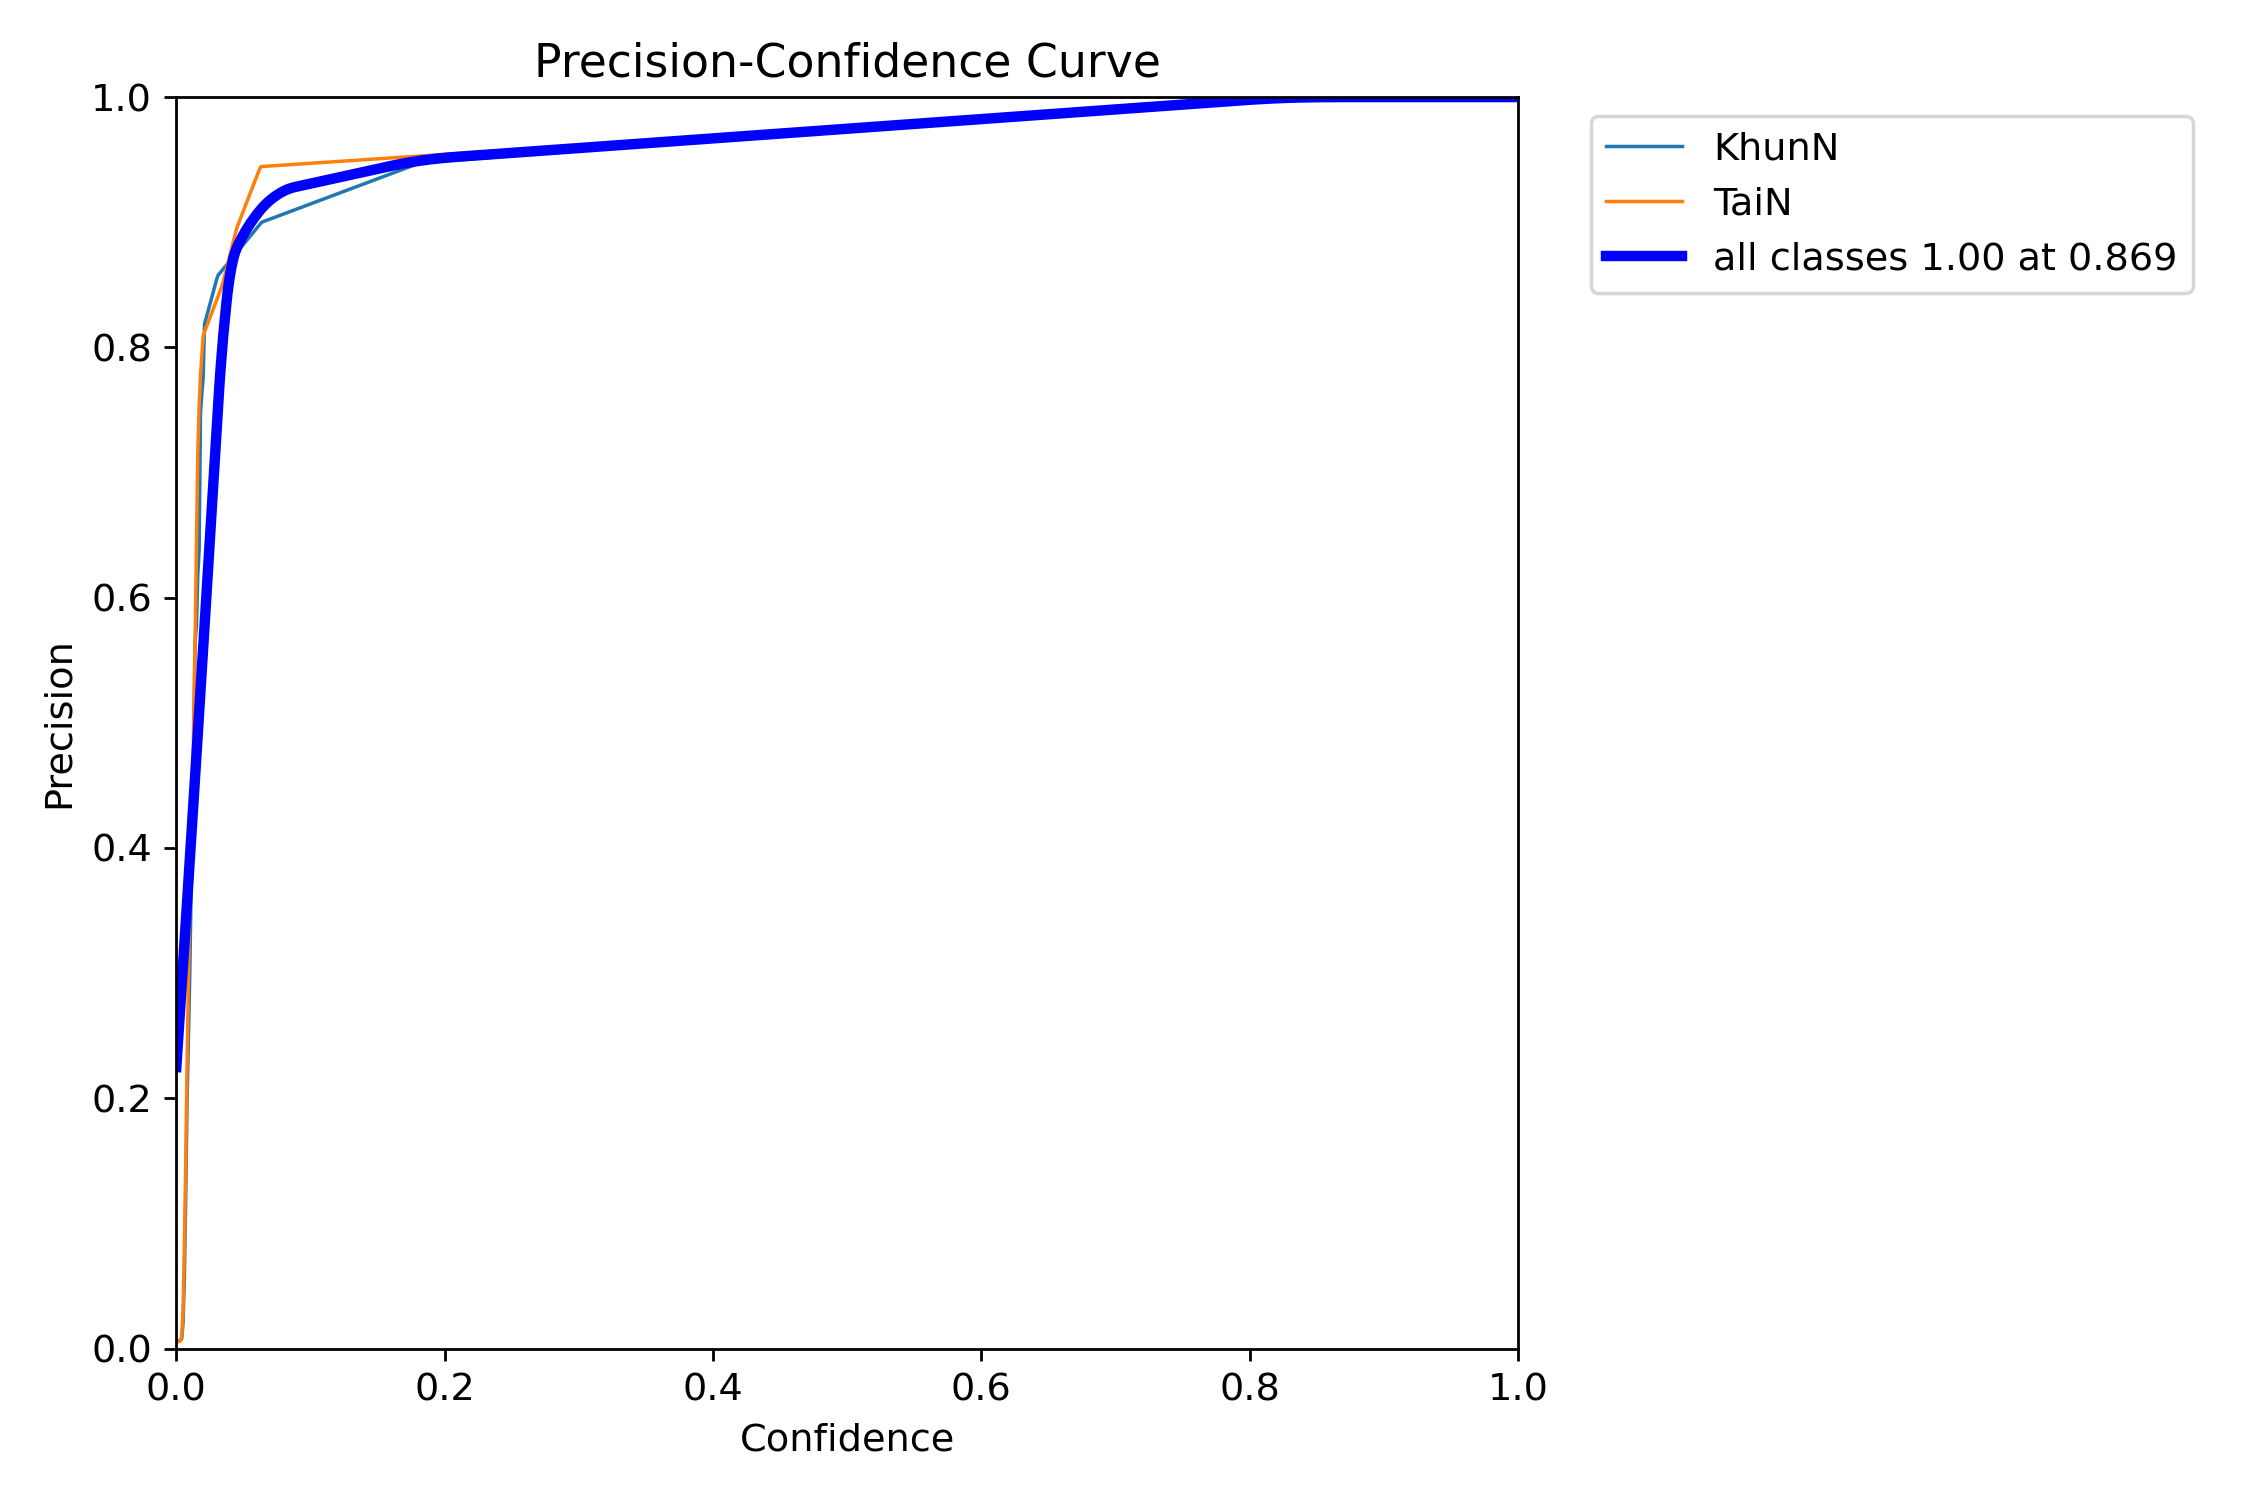 Precision-Confidence Curve
1.0
0.8
0.6
0.4
0.2
0.0
Precision
0.0 0.2 0.4 0.6 0.8 1.0
Confidence
KhunN
TaiN
all classes 1.00 at 0.869